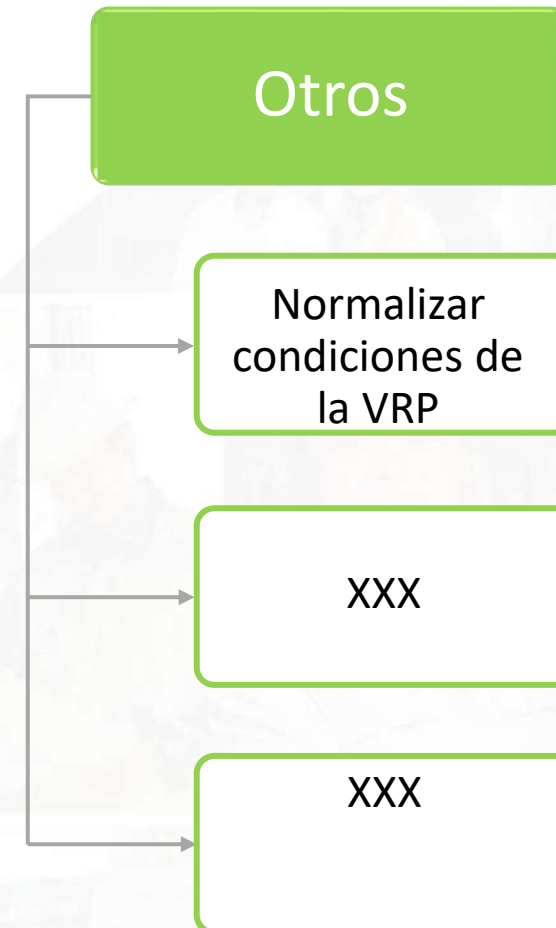 Otros
Normalizar
condiciones de
la VRP
XXX
XXX